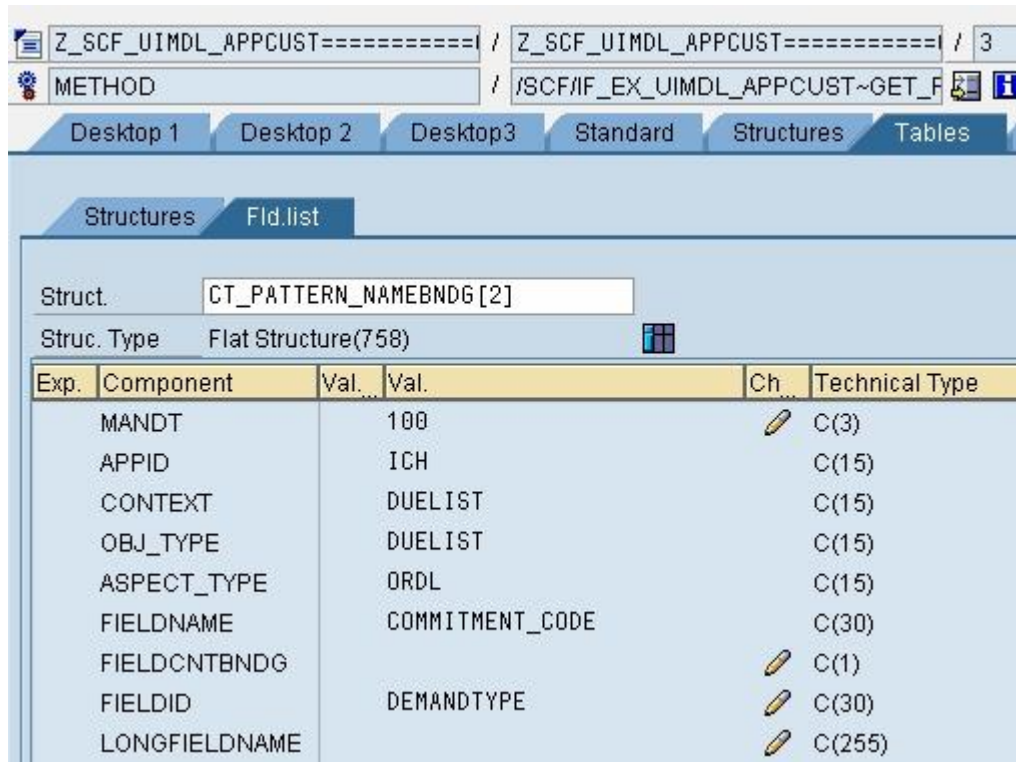 Z_SCF_UIMDL_APPCUST=========== / Z_SCF_UIMDL_APPCUST=========== / 3
METHOD / /SCF/IF_EX_UIMDL_APPCUST~GET_F
Desktop 1 Desktop 2 Desktop3 Standard Structures Tables
Structures Fld.list
Struct. CT_PATTERN_NAMEBNDG[2]
Struc. Type Flat Structure(758)
Exp. Component Val... Val. Ch... Technical Type
MANDT 100 C(3)
APPID ICH C(15)
CONTEXT DUELIST C(15)
OBJ_TYPE DUELIST C(15)
ASPECT_TYPE ORDL C(15)
FIELDNAME COMMITMENT_CODE C(30)
FIELDCNTBNDG C(1)
FIELDID DEMANDTYPE C(30)
LONGFIELDNAME C(255)